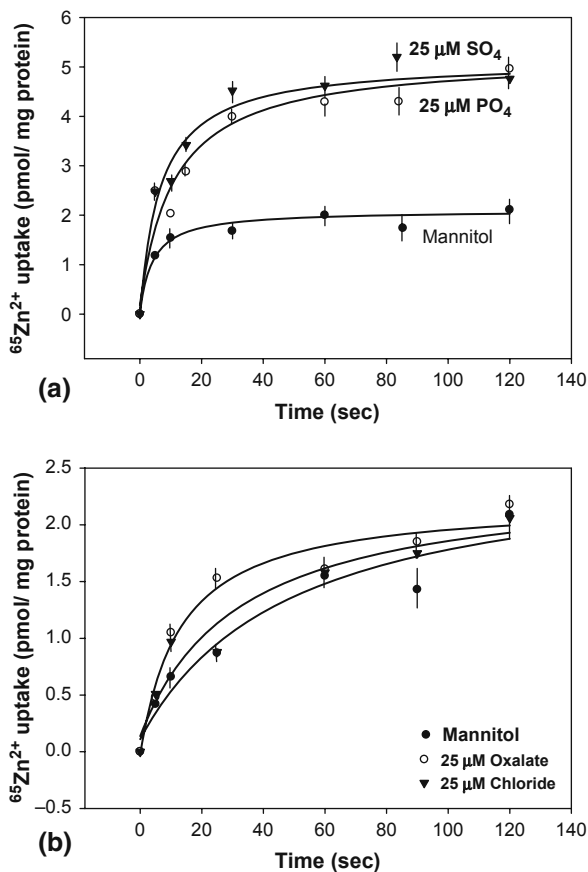 ⁶⁵Zn²⁺ uptake (pmol/ mg protein)
6
5
4
3
2
1
0
25 µM SO₄
25 µM PO₄
Mannitol
0 20 40 60 80 100 120 140
(a)
Time (sec)
⁶⁵Zn²⁺ uptake (pmol/ mg protein)
2.5
2.0
1.5
1.0
0.5
0.0
–0.5
Mannitol
25 µM Oxalate
25 µM Chloride
0 20 40 60 80 100 120 140
(b)
Time (sec)